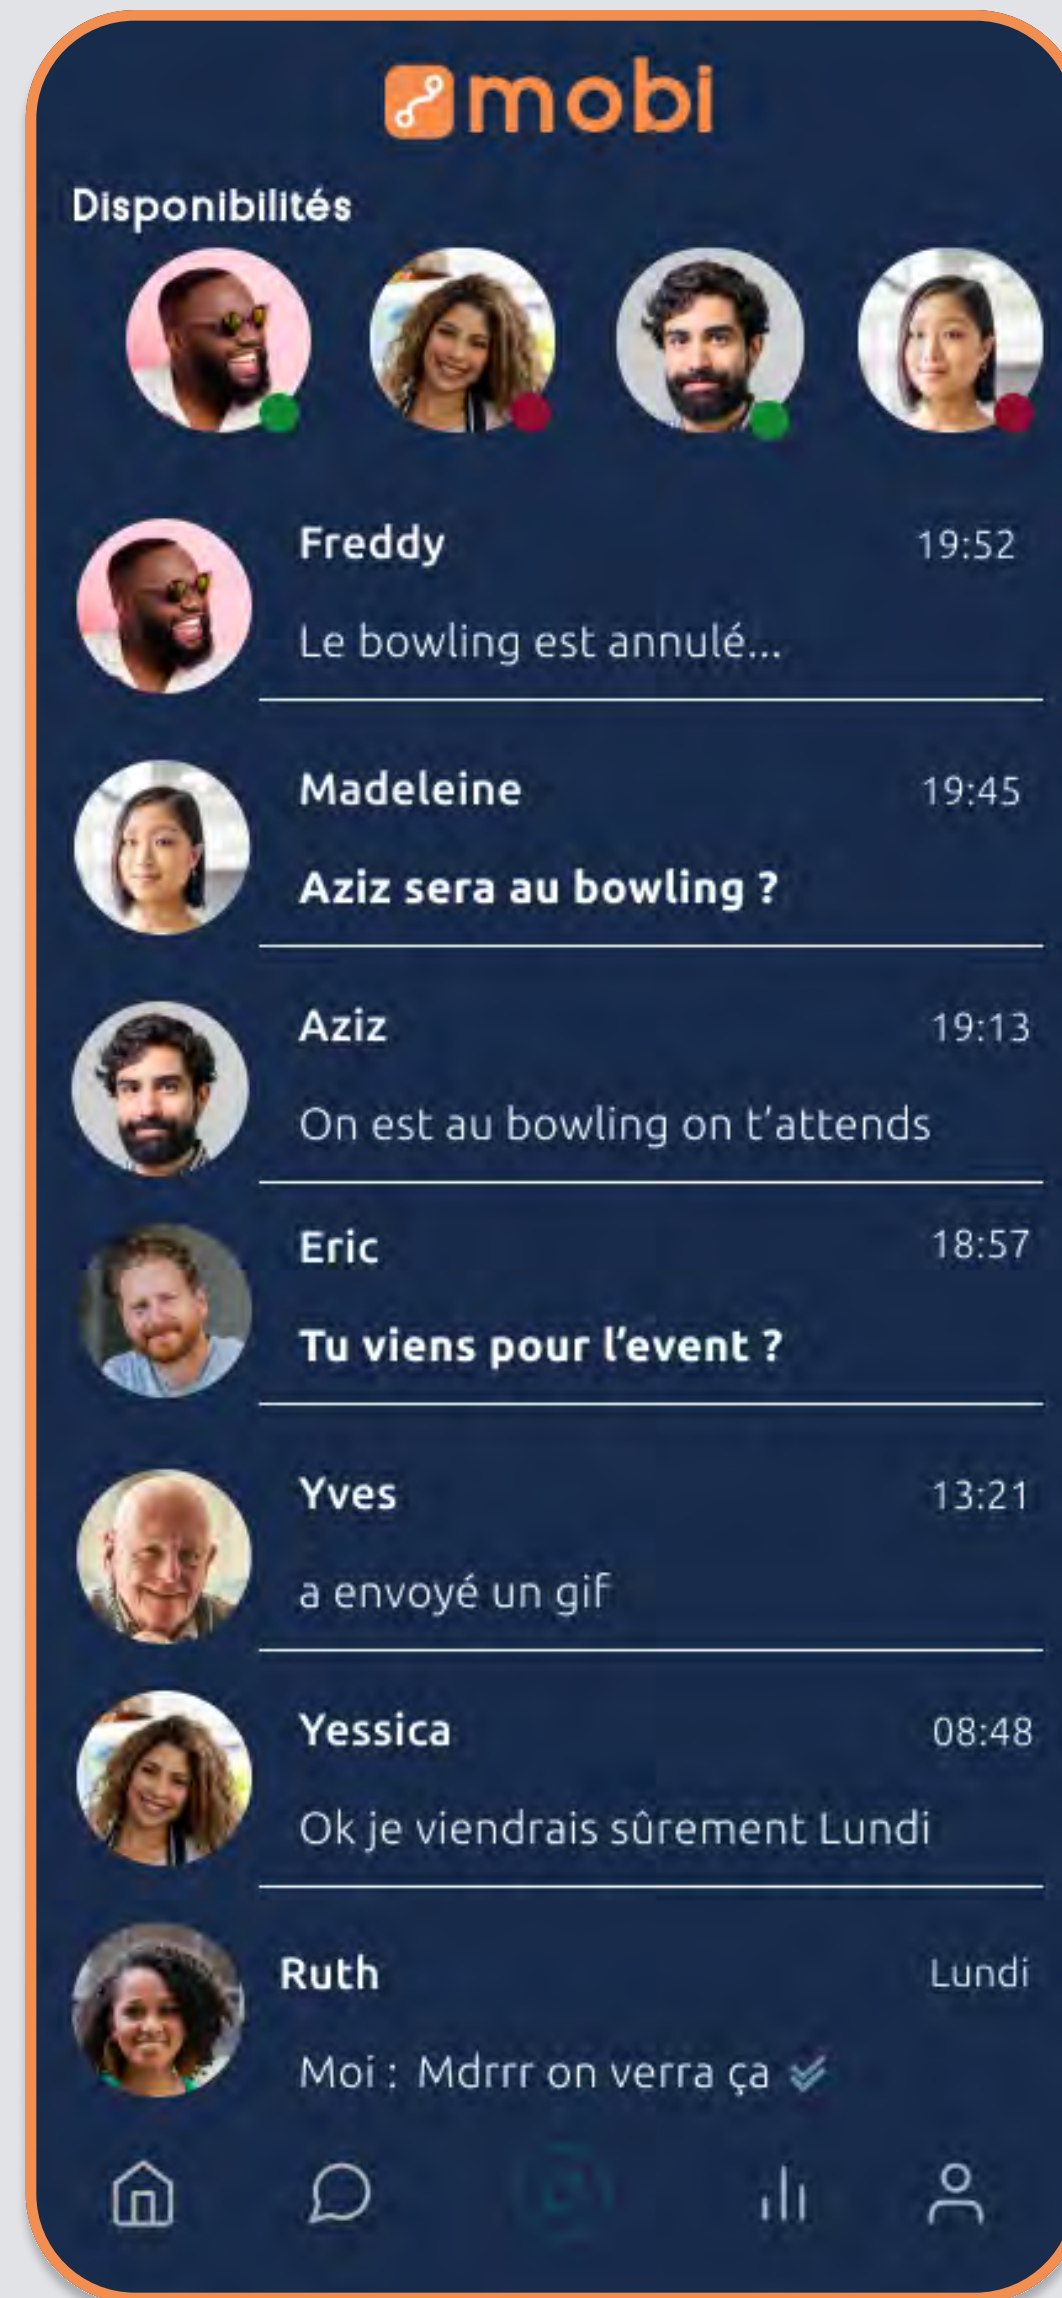 mobi
Disponibilités
Freddy 19:52
Le bowling est annulé...
Madeleine 19:45
Aziz sera au bowling ?
Aziz 19:13
On est au bowling on t'attends
Eric 18:57
Tu viens pour l'event ?
Yves 13:21
a envoyé un gif
Yessica 08:48
Ok je viendrais sûrement Lundi
Ruth Lundi
Moi : Mdrrr on verra ça